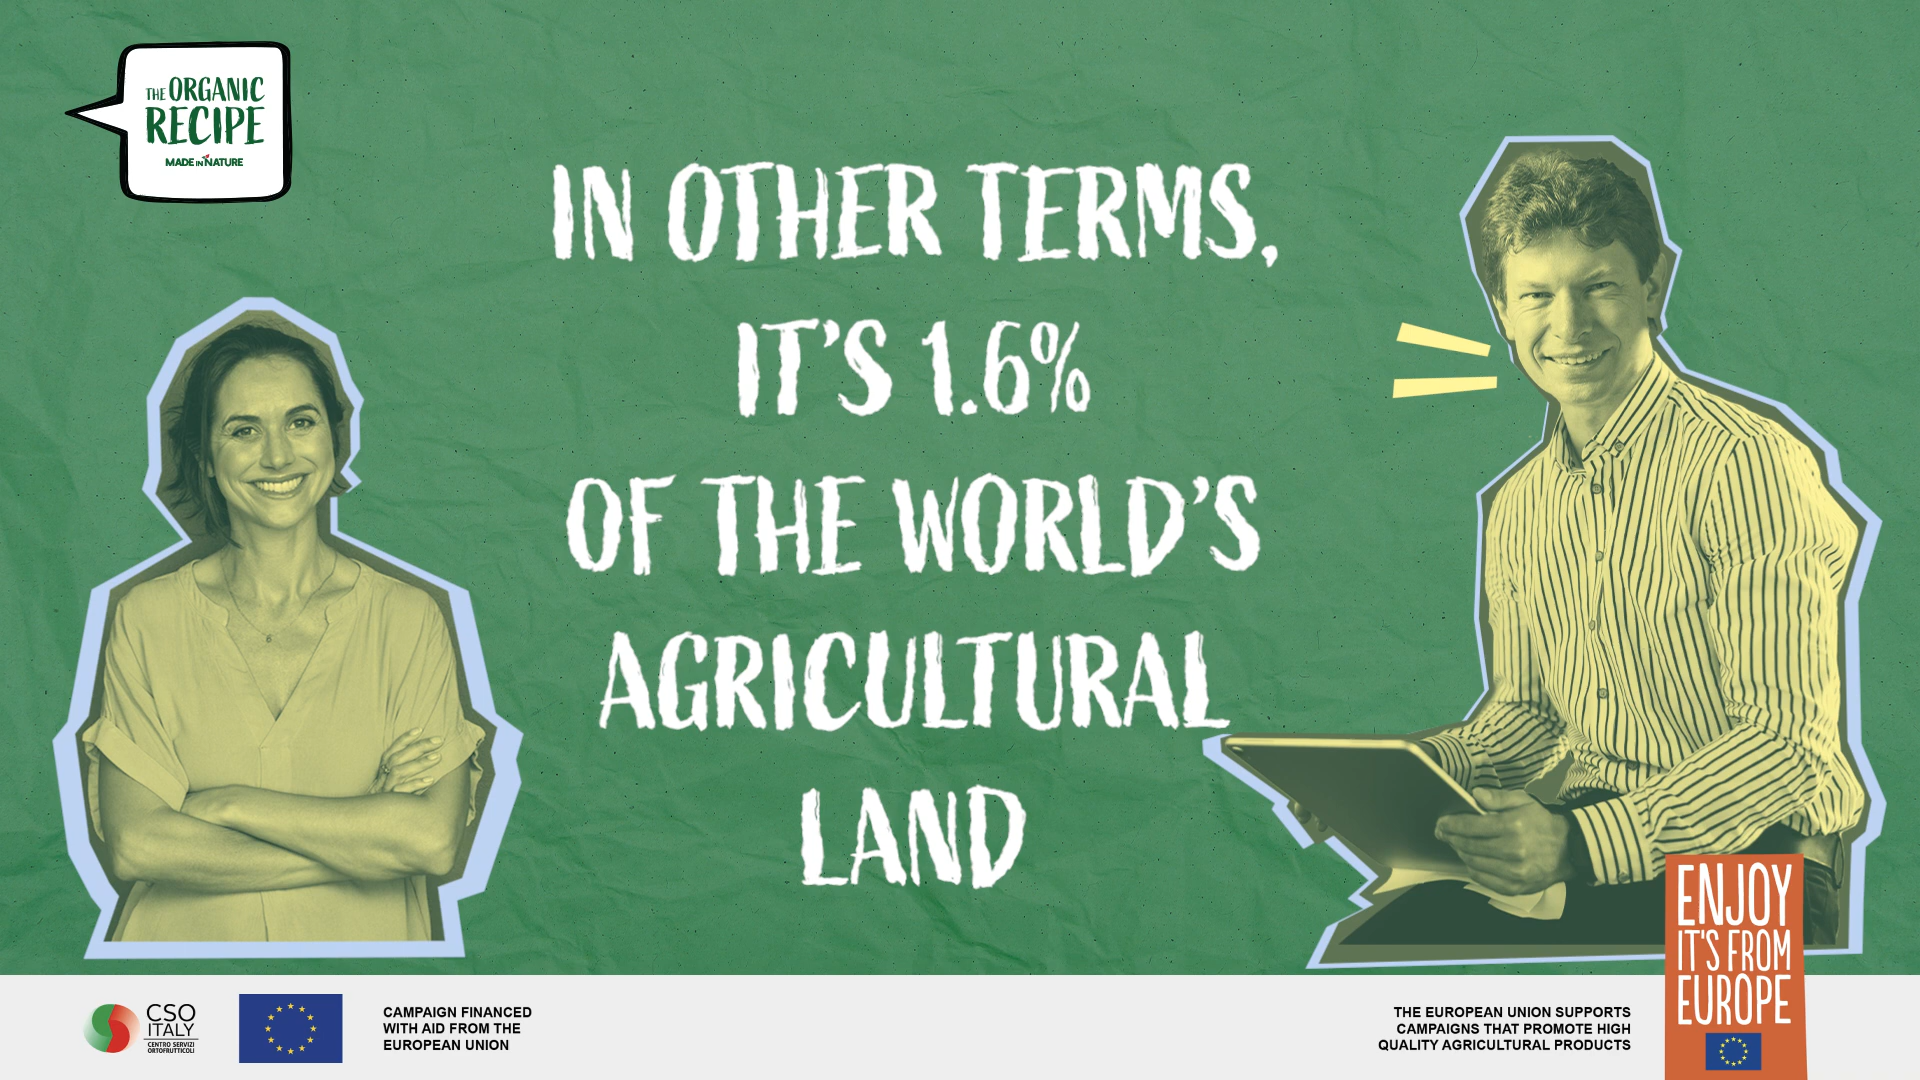 THE ORGANIC
RECIPE
MADE IN NATURE
IN OTHER TERMS,
IT'S 1.6%
OF THE WORLD'S
AGRICULTURAL
LAND
CSO
ITALY
CENTRO SERVIZI
ORTOFRUTTICOLI
CAMPAIGN FINANCED
WITH AID FROM THE
EUROPEAN UNION
THE EUROPEAN UNION SUPPORTS
CAMPAIGNS THAT PROMOTE HIGH
QUALITY AGRICULTURAL PRODUCTS
ENJOY
IT'S FROM
EUROPE